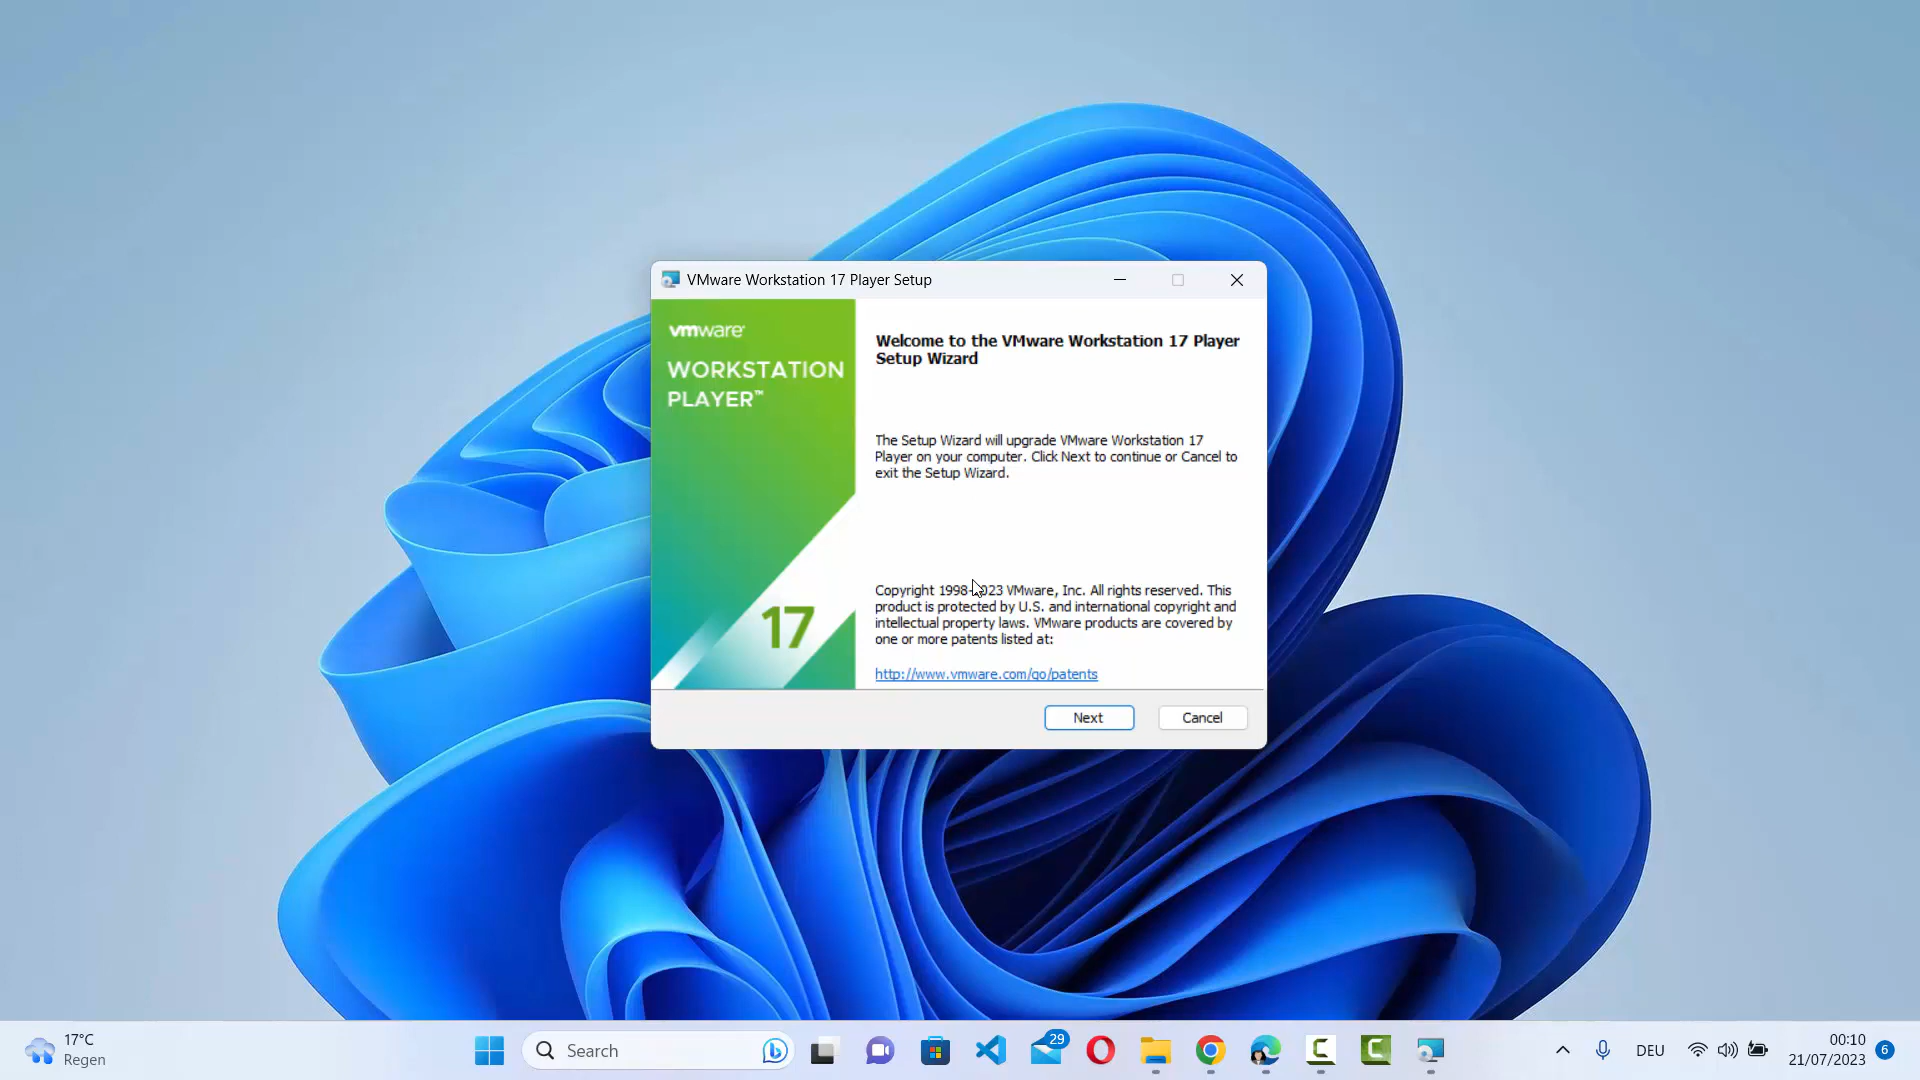 VMware Workstation 17 Player Setup
vmware
WORKSTATION
PLAYER™
17
Welcome to the VMware Workstation 17 Player
Setup Wizard
The Setup Wizard will upgrade VMware Workstation 17
Player on your computer. Click Next to continue or Cancel to
exit the Setup Wizard.
Copyright 1998-2023 VMware, Inc. All rights reserved. This
product is protected by U.S. and international copyright and
intellectual property laws. VMware products are covered by
one or more patents listed at:
http://www.vmware.com/go/patents
Next
Cancel
17°C
Regen
Search
29
DEU
00:10
21/07/2023
6